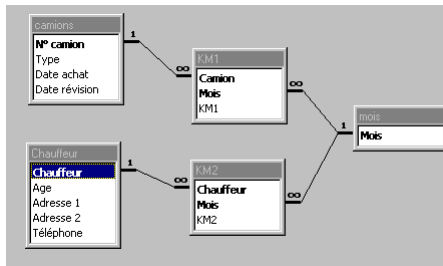 camions
N° camion
Type
Date achat
Date révision
1
∞
KM1
Camion
Mois
KM1
∞
1
mois
Mois
Chauffeur
Chauffeur
Age
Adresse 1
Adresse 2
Téléphone
1
∞
KM2
Chauffeur
Mois
KM2
∞